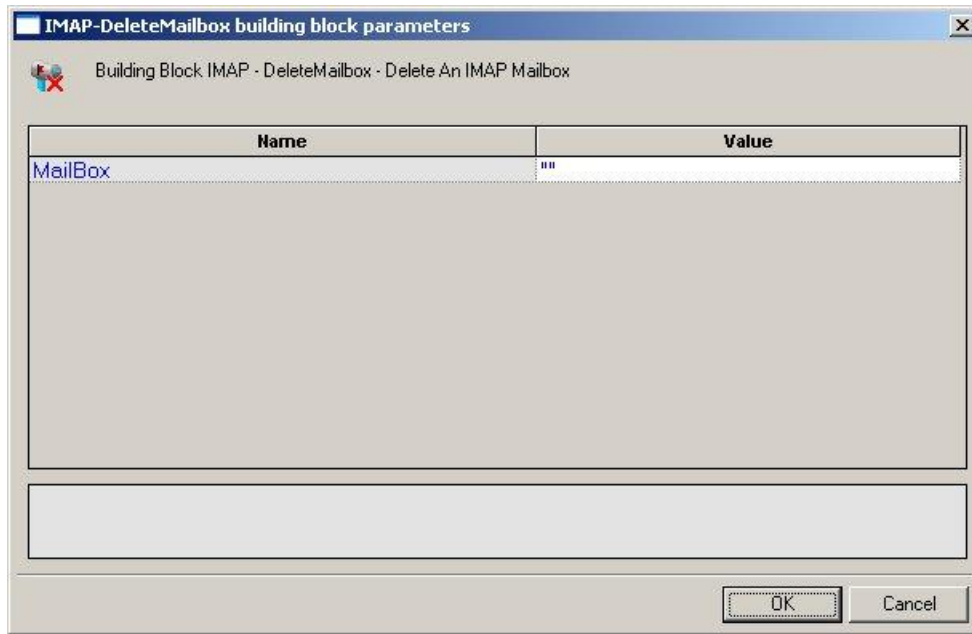 IMAP-DeleteMailbox building block parameters
Building Block IMAP - DeleteMailbox - Delete An IMAP Mailbox
Name Value
MailBox ""
OK Cancel